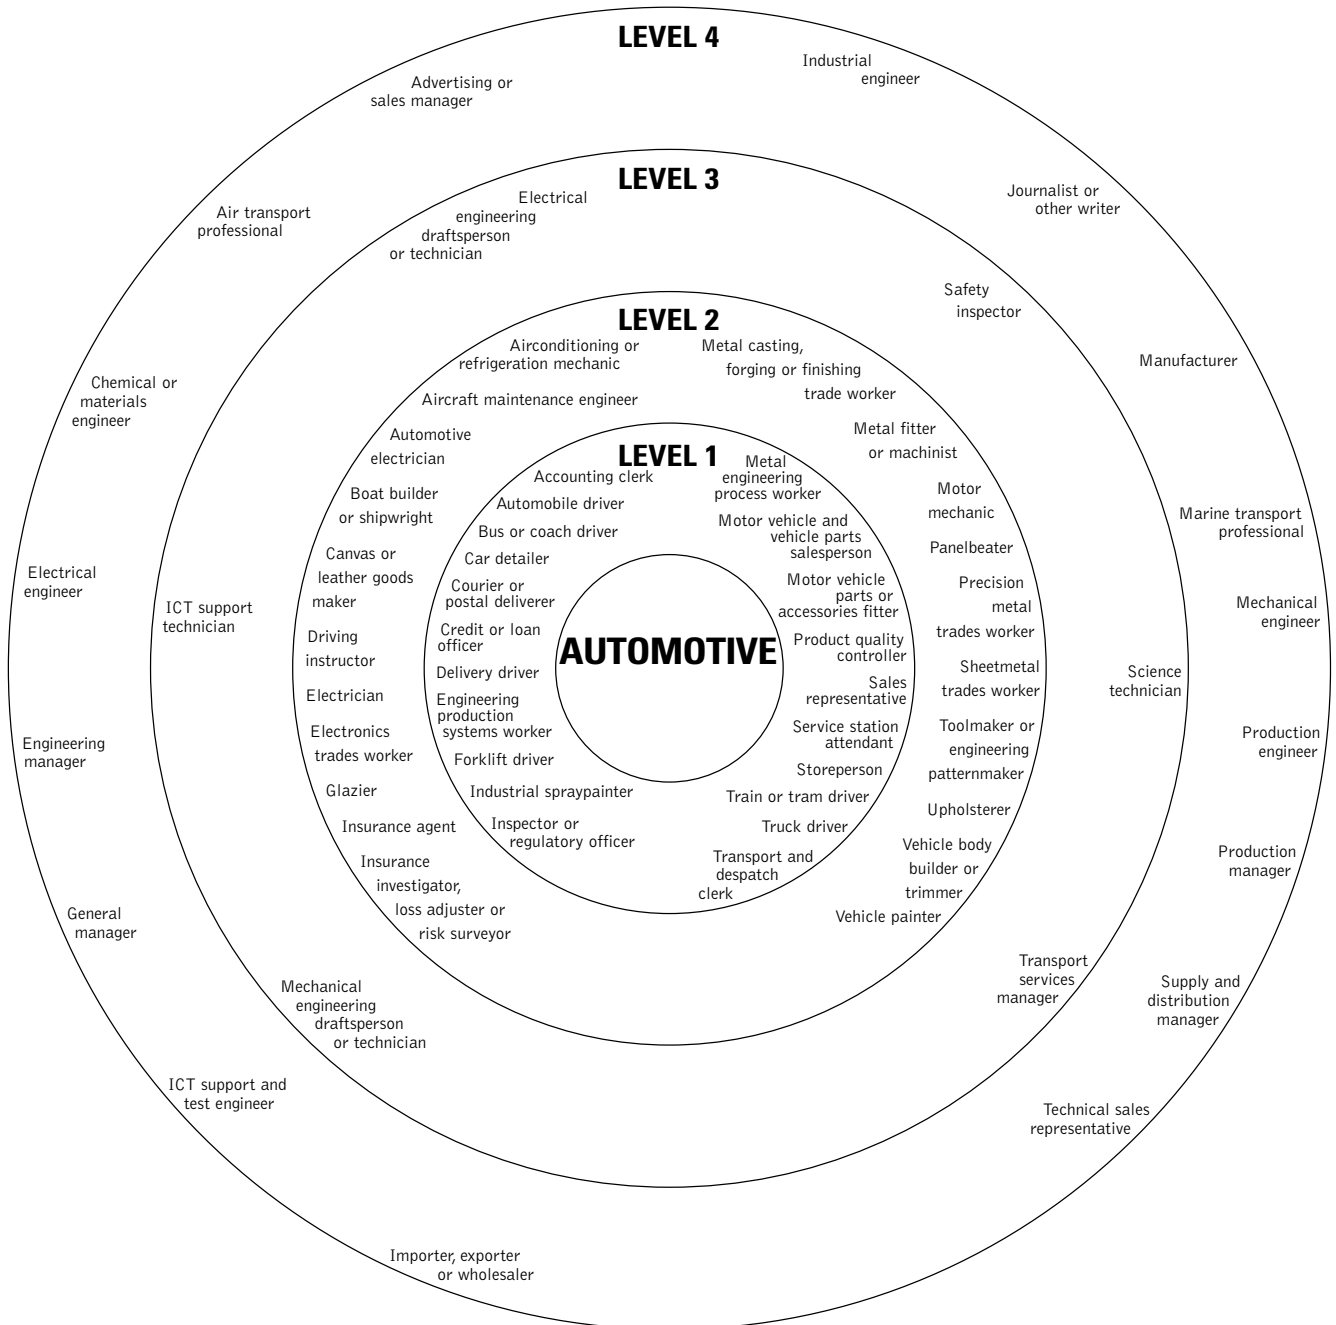 LEVEL 4
Advertising or
sales manager
Air transport
professional
Chemical or
materials
engineer
Electrical
engineer
Engineering
manager
General
manager
ICT support and
test engineer
Importer, exporter
or wholesaler
Industrial
engineer
Journalist or
other writer
Manufacturer
Marine transport
professional
Mechanical
engineer
Production
engineer
Production
manager
Supply and
distribution
manager
Technical sales
representative
LEVEL 3
Electrical
engineering
draftsperson
or technician
ICT support
technician
Mechanical
engineering
draftsperson
or technician
Safety
inspector
Science
technician
Transport
services
manager
LEVEL 2
Airconditioning or
refrigeration mechanic
Aircraft maintenance engineer
Automotive
electrician
Boat builder
or shipwright
Canvas or
leather goods
maker
Driving
instructor
Electrician
Electronics
trades worker
Glazier
Insurance agent
Insurance
investigator,
loss adjuster or
risk surveyor
Metal casting,
forging or finishing
trade worker
Metal fitter
or machinist
Motor
mechanic
Panelbeater
Precision
metal
trades worker
Sheetmetal
trades worker
Toolmaker or
engineering
patternmaker
Upholsterer
Vehicle body
builder or
trimmer
Vehicle painter
LEVEL 1
Accounting clerk
Automobile driver
Bus or coach driver
Car detailer
Courier or
postal deliverer
Credit or loan
officer
Delivery driver
Engineering
production
systems worker
Forklift driver
Industrial spraypainter
Inspector or
regulatory officer
Metal
engineering
process worker
Motor vehicle and
vehicle parts
salesperson
Motor vehicle
parts or
accessories fitter
Product quality
controller
Sales
representative
Service station
attendant
Storeperson
Train or tram driver
Truck driver
Transport and
despatch
clerk
AUTOMOTIVE